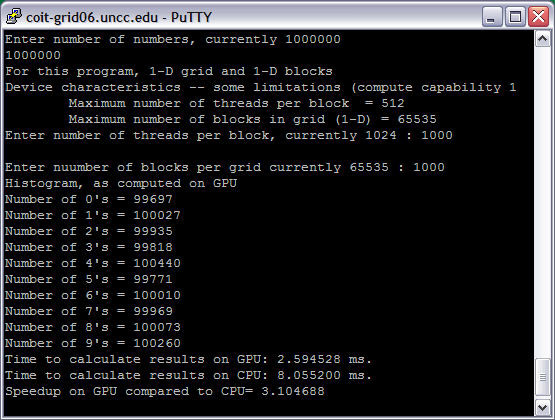 coit-grid06.uncc.edu - PuTTY
Enter number of numbers, currently 1000000
1000000
For this program, 1-D grid and 1-D blocks
Device characteristics -- some limitations (compute capability 1
Maximum number of threads per block  = 512
Maximum number of blocks in grid (1-D) = 65535
Enter number of threads per block, currently 1024 : 1000
Enter nuumber of blocks per grid currently 65535 : 1000
Histogram, as computed on GPU
Number of 0's = 99697
Number of 1's = 100027
Number of 2's = 99935
Number of 3's = 99818
Number of 4's = 100440
Number of 5's = 99771
Number of 6's = 100010
Number of 7's = 99969
Number of 8's = 100073
Number of 9's = 100260
Time to calculate results on GPU: 2.594528 ms.
Time to calculate results on CPU: 8.055200 ms.
Speedup on GPU compared to CPU= 3.104688